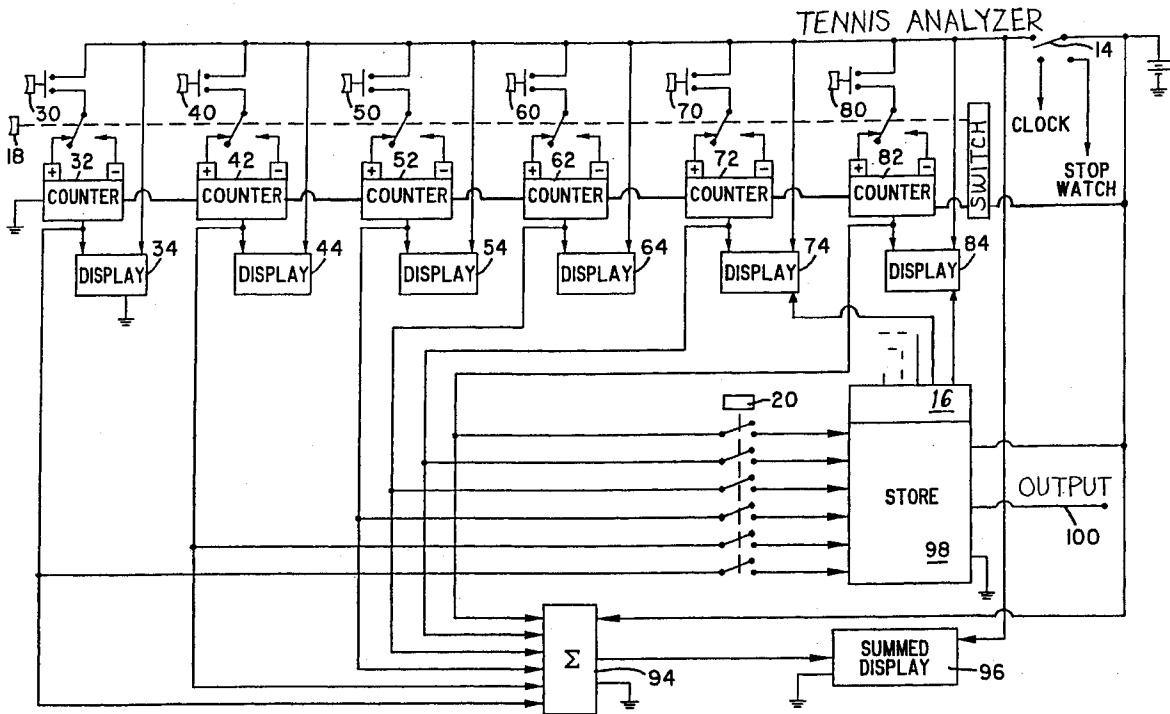 TENNIS ANALYZER
14
30 40 50 60 70 80
18
CLOCK
STOP WATCH
SWITCH
+ 32 - + 42 - + 52 - + 62 - + 72 - + 82 -
COUNTER COUNTER COUNTER COUNTER COUNTER COUNTER
34 44 54 64 74 84
DISPLAY DISPLAY DISPLAY DISPLAY DISPLAY DISPLAY
16
20
STORE
OUTPUT
100
98
Σ
94
SUMMED DISPLAY
96